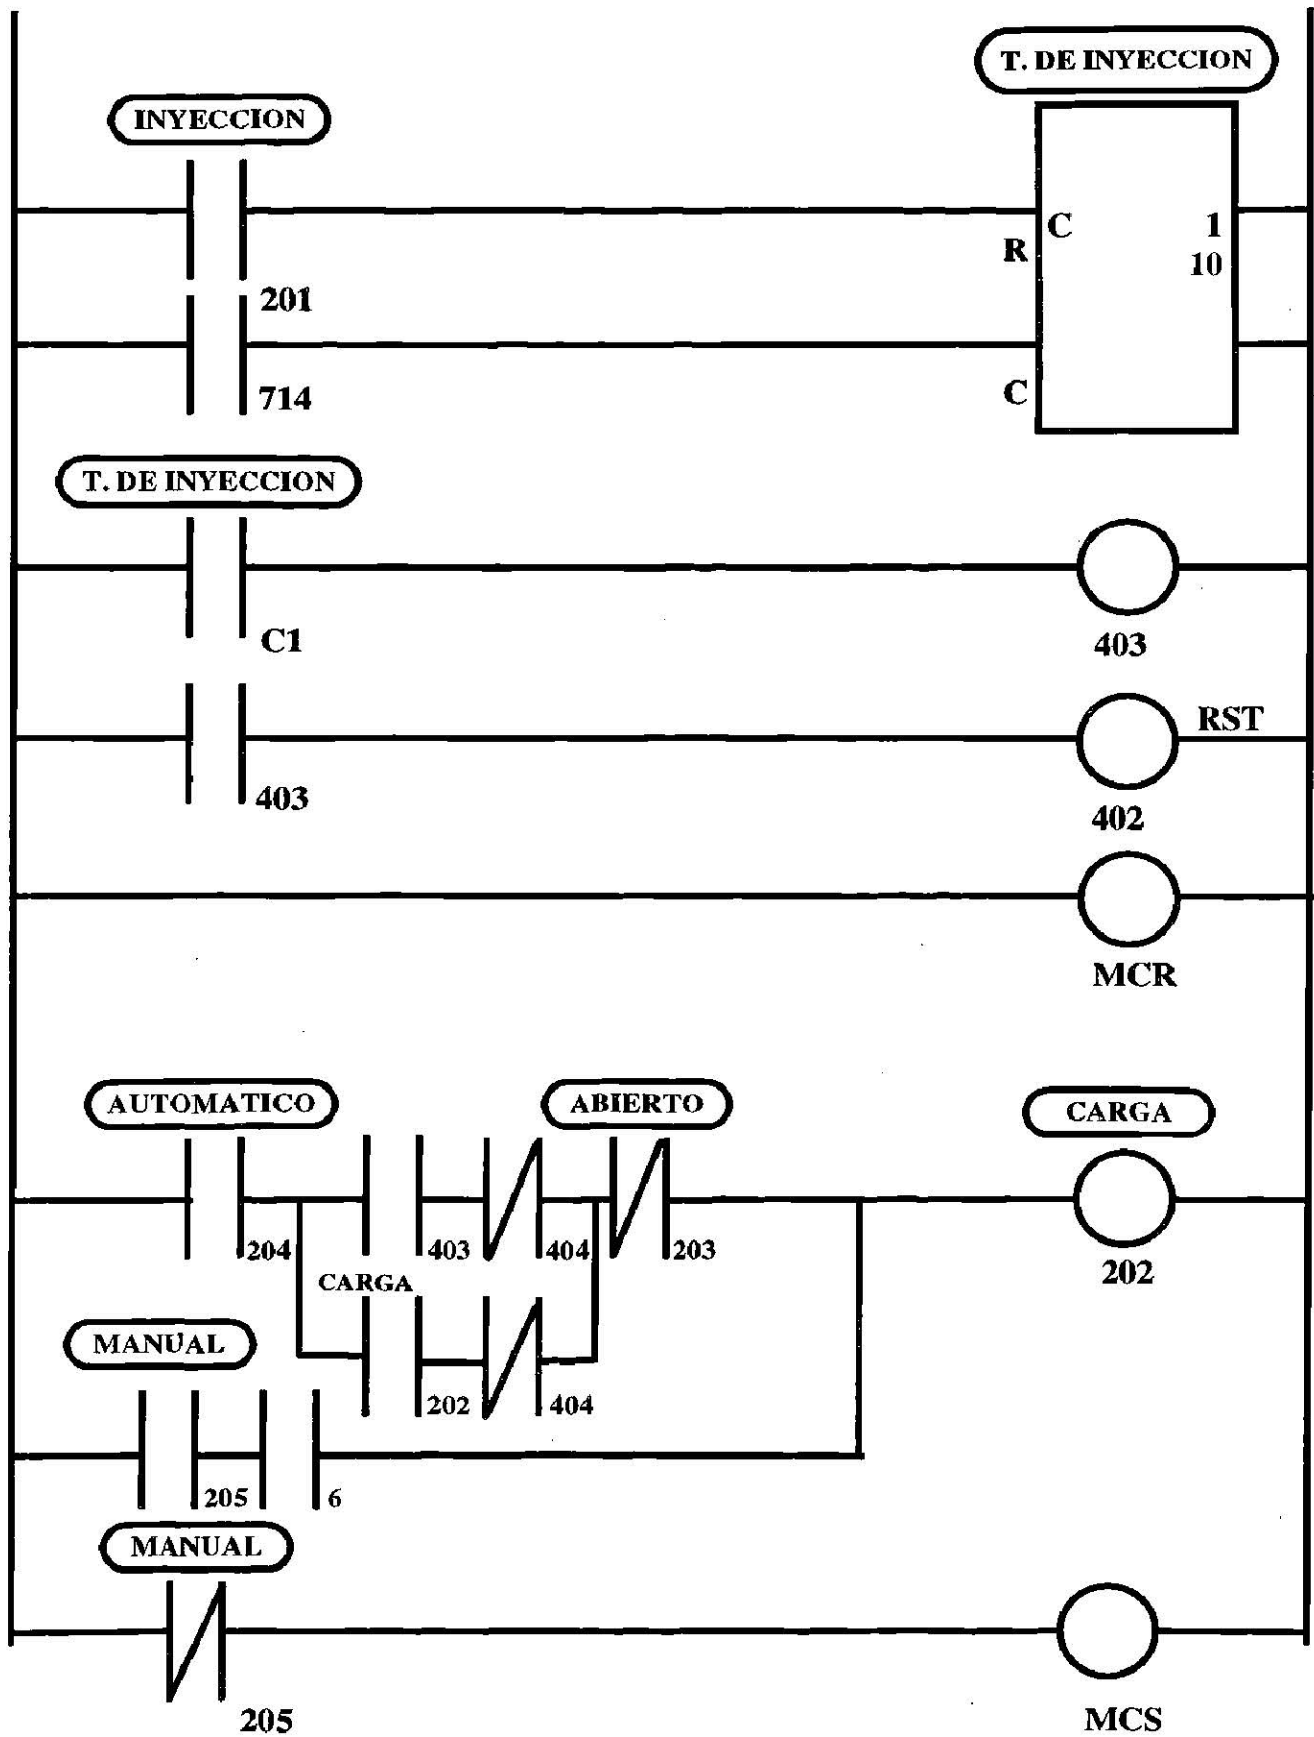 T. DE INYECCION
INYECCION
C 1
R 10
201
C
714
T. DE INYECCION
C1
403
RST
403
402
MCR
AUTOMATICO ABIERTO CARGA
204 403 404 203
202
CARGA
MANUAL
202 404
205 6
MANUAL
205
MCS